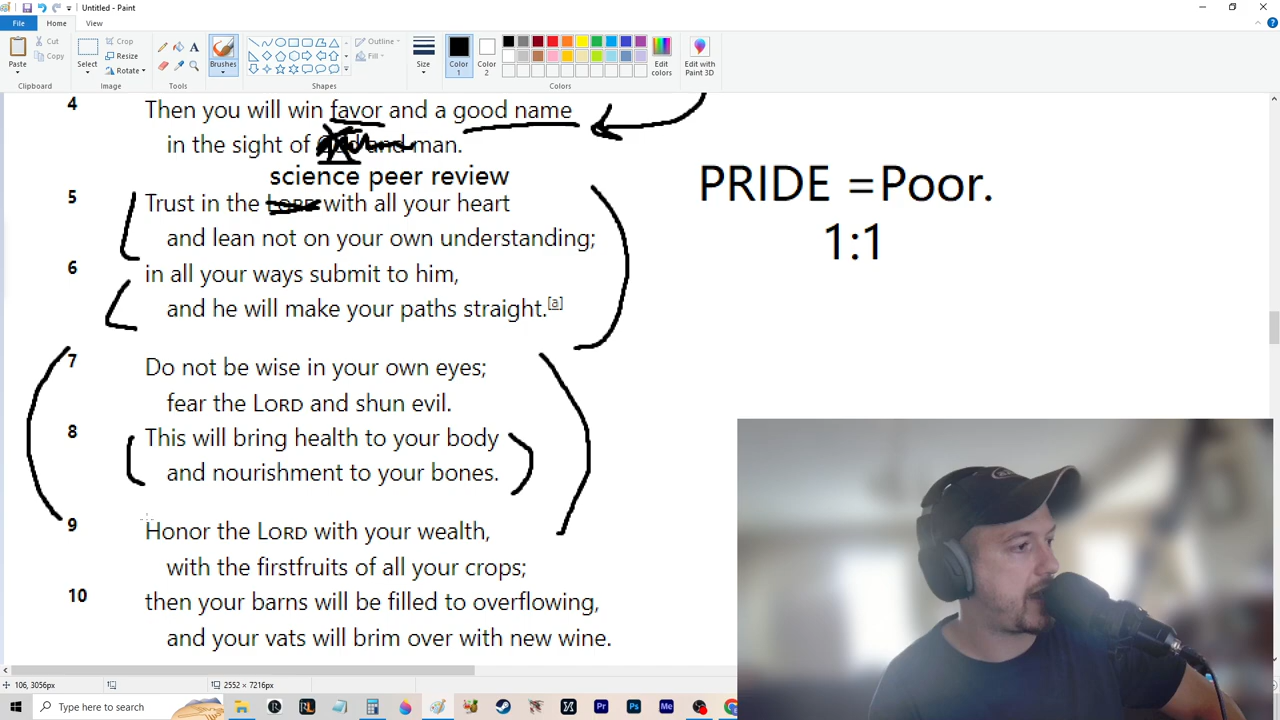 Untitled - Paint
File Home View
Cut
Copy
Paste
Clipboard
Crop
Resize
Rotate
Select
Image
Tools
Brushes
Shapes
Outline
Fill
Size
Color 1
Color 2
Edit colors
Edit with Paint 3D
Colors
4 Then you will win favor and a good name
in the sight of God and man.
science peer review
5 Trust in the LORD with all your heart
and lean not on your own understanding;
6 in all your ways submit to him,
and he will make your paths straight.[a]
7 Do not be wise in your own eyes;
fear the LORD and shun evil.
8 This will bring health to your body
and nourishment to your bones.
9 Honor the LORD with your wealth,
with the firstfruits of all your crops;
10 then your barns will be filled to overflowing,
and your vats will brim over with new wine.
PRIDE =Poor.
1:1
106, 3056px
2552 × 7216px
Type here to search
Pr
Ps
Me